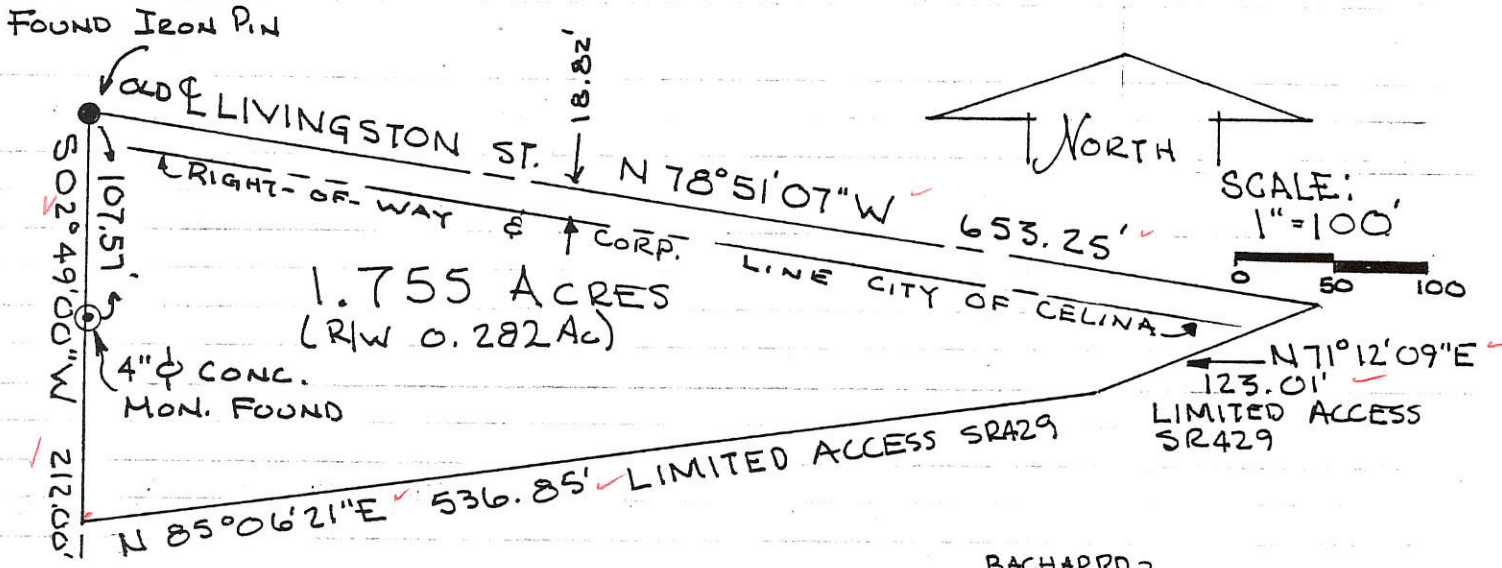 FOUND IRON PIN
OLD ℄ LIVINGSTON ST.
18.82'
N 78°51'07"W 653.25'
NORTH
SCALE:
1"=100'
0 50 100
RIGHT-OF-WAY & CORP. LINE CITY OF CELINA
S 02°49'00"W 212.00'
107.57'
1.755 ACRES
(R/W 0.282 Ac)
4"ϕ CONC.
MON. FOUND
N 71°12'09"E
123.01'
LIMITED ACCESS
SR429
N 85°06'21"E 536.85' LIMITED ACCESS SR429